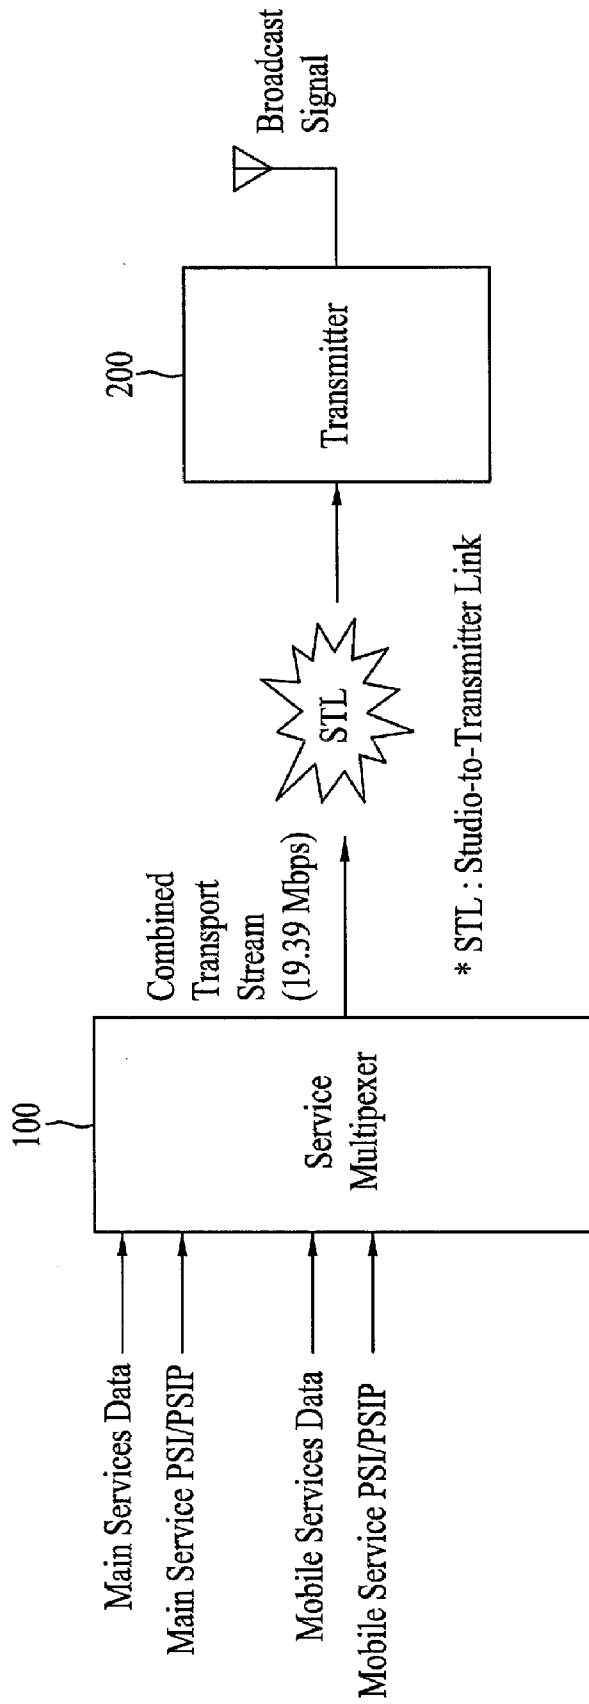 Main Services Data
Main Service PSI/PSIP
Mobile Services Data
Mobile Service PSI/PSIP
100
Service
Multipexer
Combined
Transport
Stream
(19.39 Mbps)
STL
* STL : Studio-to-Transmitter Link
200
Transmitter
Broadcast
Signal